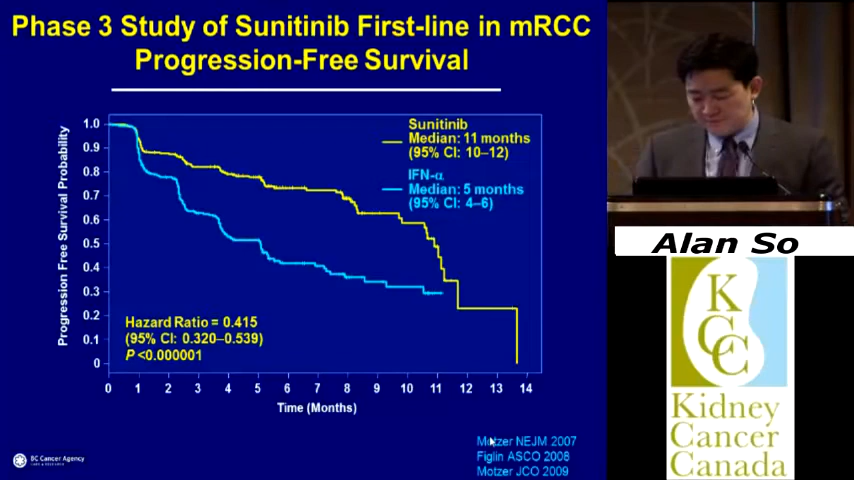 Phase 3 Study of Sunitinib First-line in mRCC
Progression-Free Survival
Sunitinib
Median: 11 months
(95% CI: 10–12)
IFN-α
Median: 5 months
(95% CI: 4–6)
Progression Free Survival Probability
1.0
0.9
0.8
0.7
0.6
0.5
0.4
0.3
0.2
0.1
0
Hazard Ratio = 0.415
(95% CI: 0.320–0.539)
P <0.000001
0 1 2 3 4 5 6 7 8 9 10 11 12 13 14
Time (Months)
Motzer NEJM 2007
Figlin ASCO 2008
Motzer JCO 2009
BC Cancer Agency
CARE & RESEARCH
Alan So
KCC
Kidney
Cancer
Canada